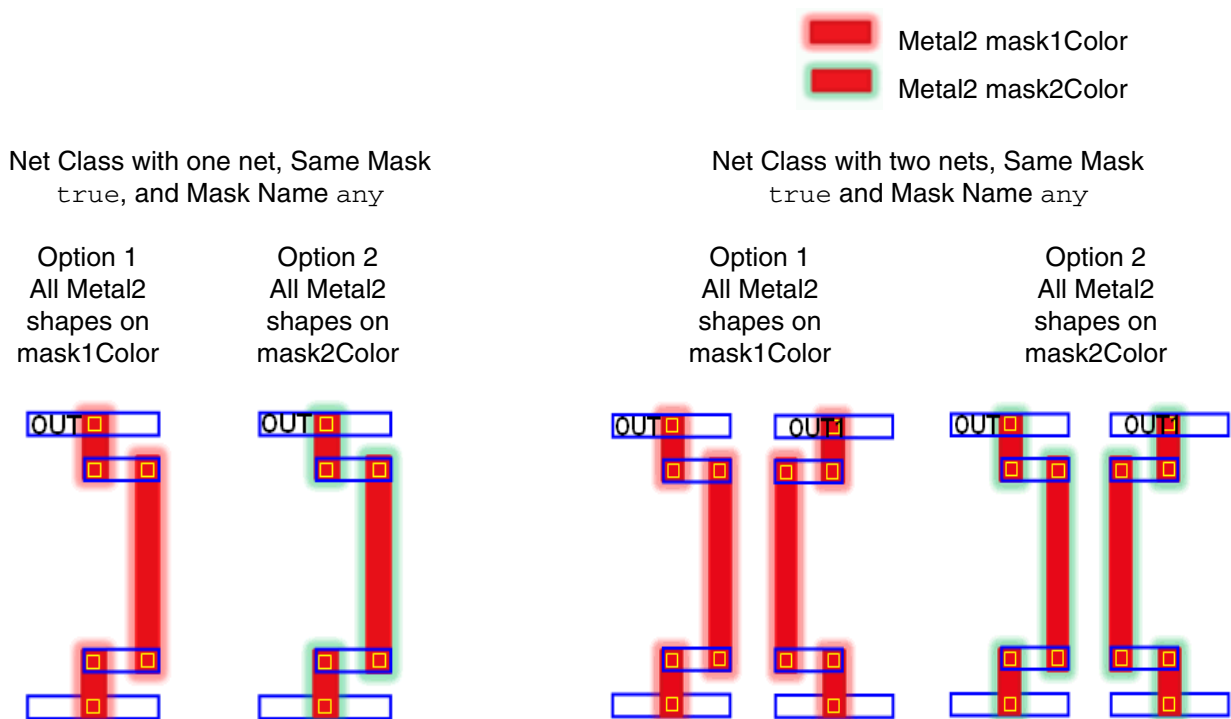 Metal2 mask1Color
Metal2 mask2Color
Net Class with one net, Same Mask
true, and Mask Name any
Net Class with two nets, Same Mask
true and Mask Name any
Option 1
All Metal2
shapes on
mask1Color
Option 2
All Metal2
shapes on
mask2Color
Option 1
All Metal2
shapes on
mask1Color
Option 2
All Metal2
shapes on
mask2Color
OUT
OUT
OUT
OUT1
OUT
OUT1